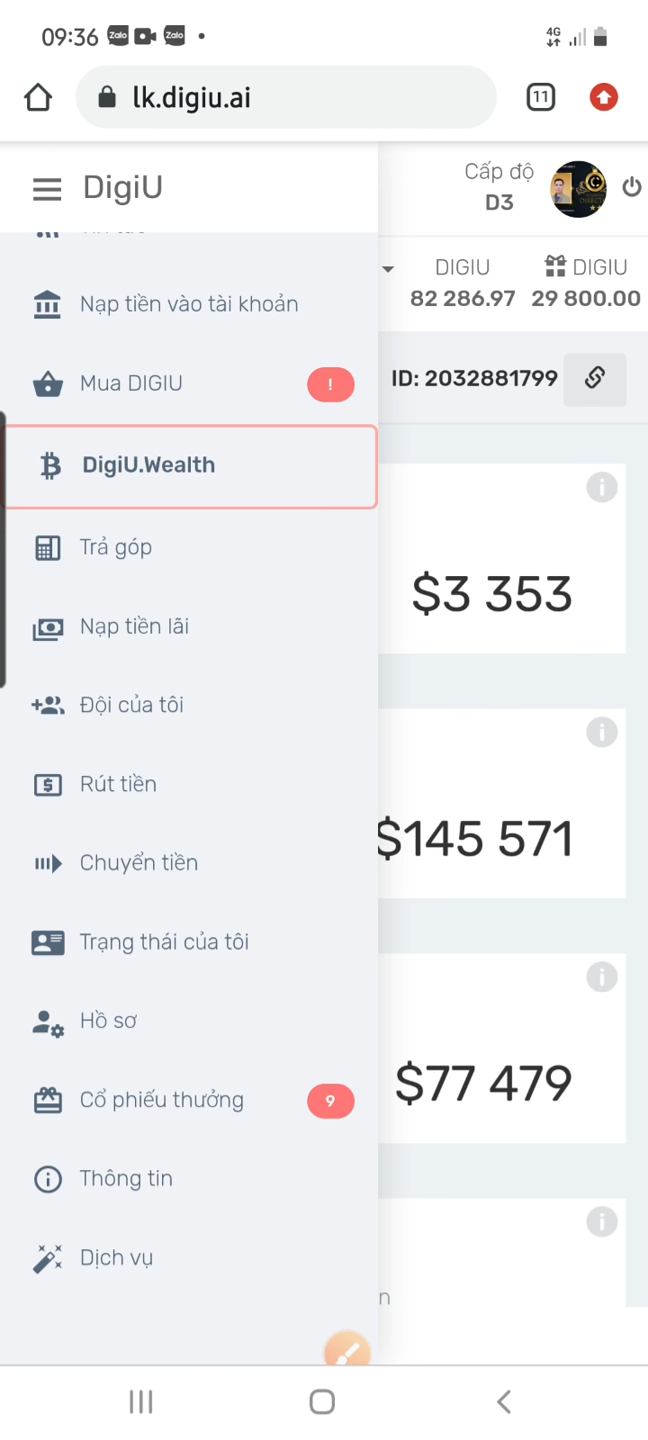 09:36 Zalo Zalo
4G
lk.digiu.ai
11
DigiU
Cấp độ
D3
DIGIU
82 286.97
DIGIU
29 800.00
ID: 2032881799
Nạp tiền vào tài khoản
Mua DIGIU !
DigiU.Wealth
Trả góp
Nạp tiền lãi
Đội của tôi
Rút tiền
Chuyển tiền
Trạng thái của tôi
Hồ sơ
Cổ phiếu thưởng 9
Thông tin
Dịch vụ
$3 353
$145 571
$77 479
n